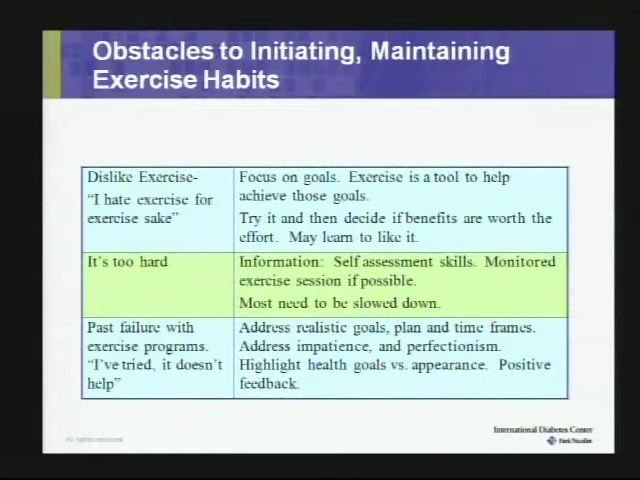 Obstacles to Initiating, Maintaining
Exercise Habits
Dislike Exercise-
"I hate exercise for
exercise sake"
Focus on goals. Exercise is a tool to help
achieve those goals.
Try it and then decide if benefits are worth the
effort. May learn to like it.
It's too hard
Information: Self assessment skills. Monitored
exercise session if possible.
Most need to be slowed down.
Past failure with
exercise programs.
"I've tried, it doesn't
help"
Address realistic goals, plan and time frames.
Address impatience, and perfectionism.
Highlight health goals vs. appearance. Positive
feedback.
All rights reserved
International Diabetes Center
Park Nicollet